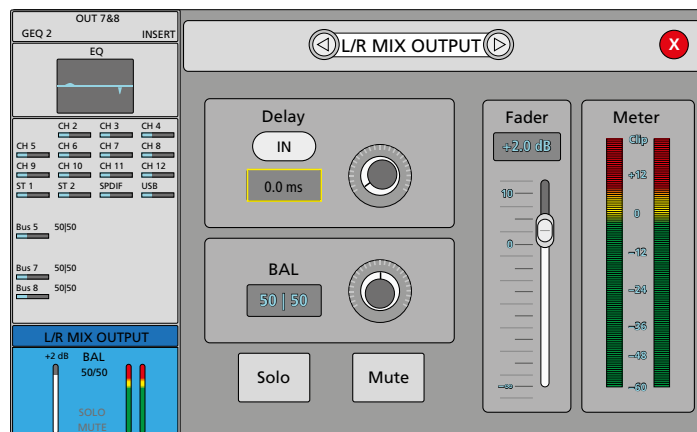 OUT 7&8
GEQ 2 INSERT
EQ
CH 2 CH 3 CH 4
CH 5 CH 6 CH 7 CH 8
CH 9 CH 10 CH 11 CH 12
ST 1 ST 2 SPDIF USB
Bus 5 50|50
Bus 7 50|50
Bus 8 50|50
L/R MIX OUTPUT
+2 dB BAL
50/50
SOLO
MUTE
L/R MIX OUTPUT
X
Delay
IN
0.0 ms
BAL
50 | 50
Solo Mute
Fader
+2.0 dB
10
0
-∞
Meter
Clip
+12
0
-12
-24
-36
-48
-60